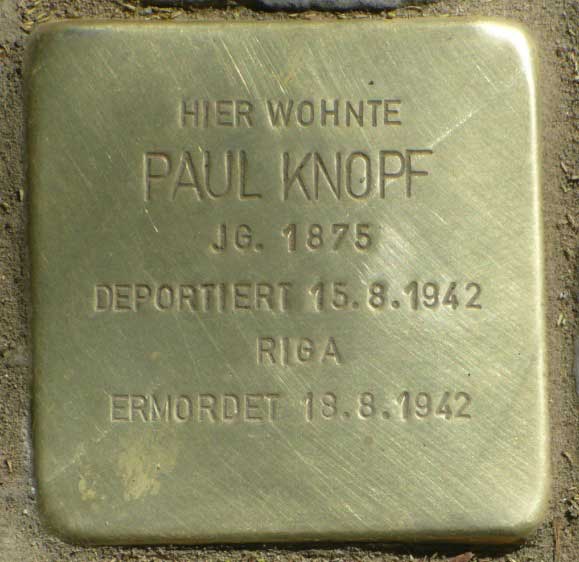 HIER WOHNTE
PAUL KNOPF
JG. 1875
DEPORTIERT 15.8.1942
RIGA
ERMORDET 18.8.1942